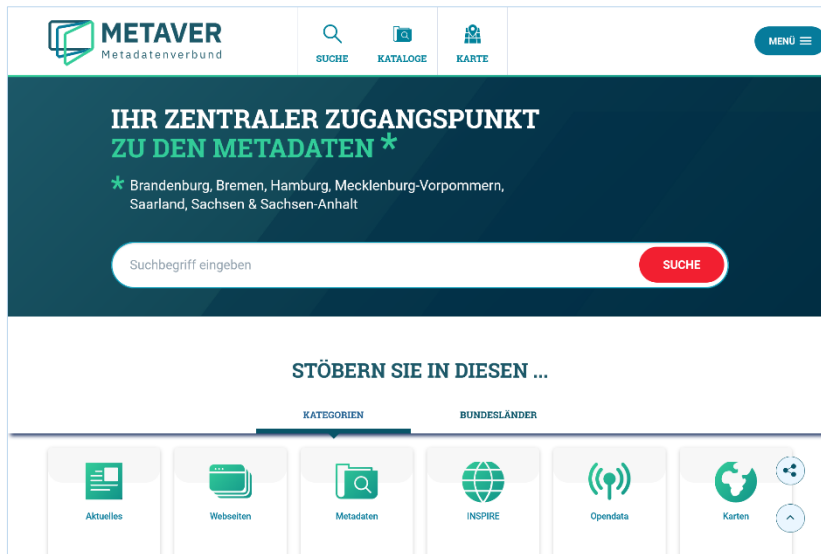 METAVER
Metadatenverbund
SUCHE
KATALOGE
KARTE
MENÜ
IHR ZENTRALER ZUGANGSPUNKT
ZU DEN METADATEN *
* Brandenburg, Bremen, Hamburg, Mecklenburg-Vorpommern,
Saarland, Sachsen & Sachsen-Anhalt
Suchbegriff eingeben
SUCHE
STÖBERN SIE IN DIESEN ...
KATEGORIEN
BUNDESLÄNDER
Aktuelles
Webseiten
Metadaten
INSPIRE
Opendata
Karten